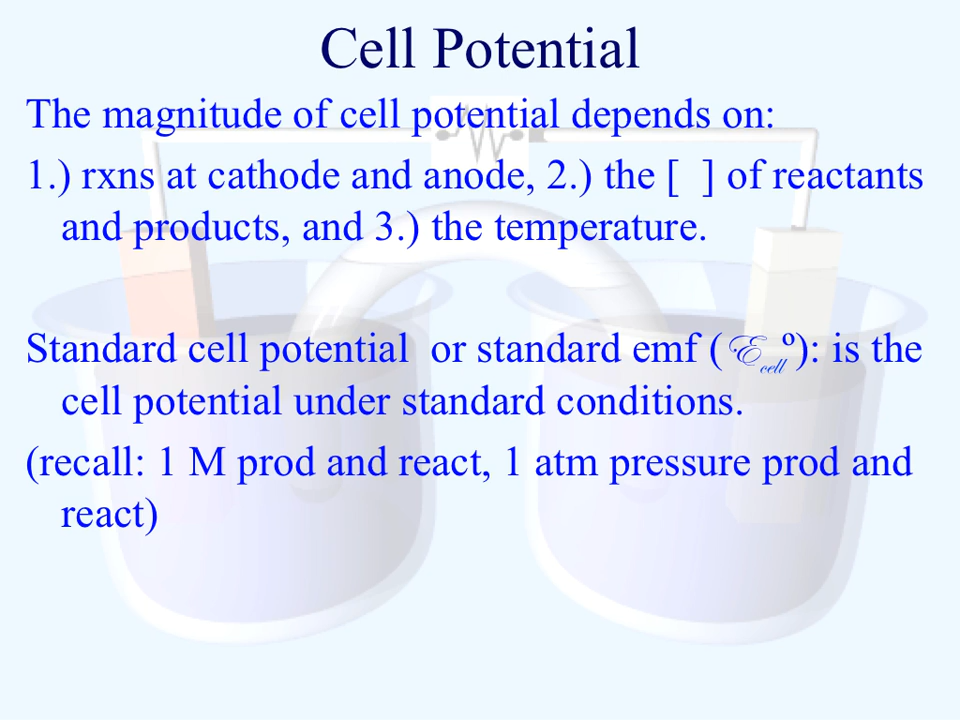 Cell Potential
The magnitude of cell potential depends on:
1.) rxns at cathode and anode, 2.) the [  ] of reactants
and products, and 3.) the temperature.
Standard cell potential  or standard emf (ℰcellº): is the
cell potential under standard conditions.
(recall: 1 M prod and react, 1 atm pressure prod and
react)